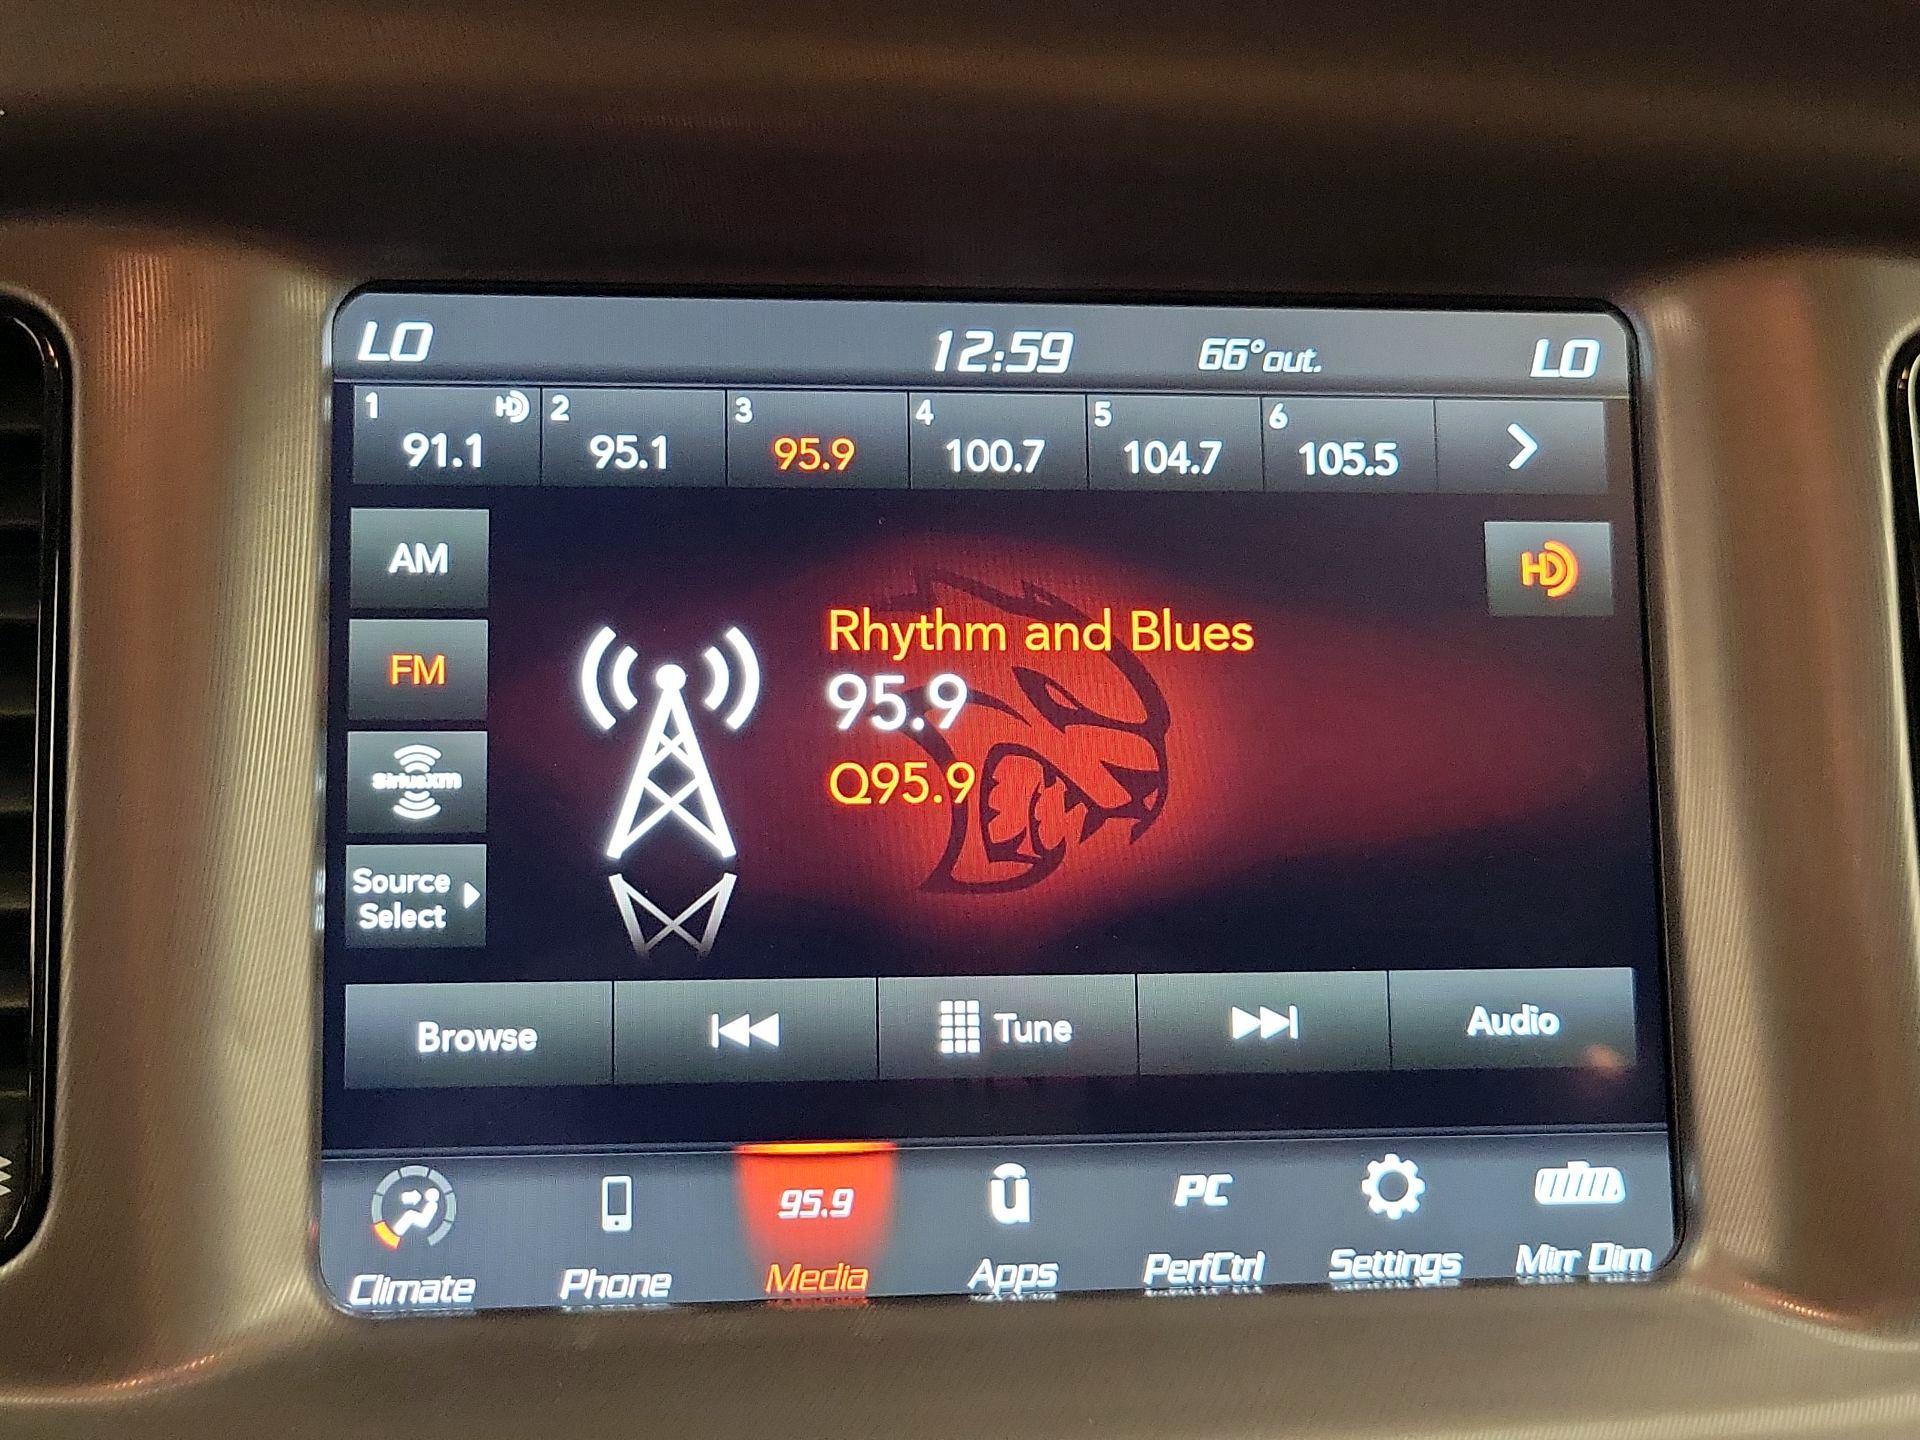 LO 12:59 66°out. LO
1 HD 2 3 4 5 6
91.1 95.1 95.9 100.7 104.7 105.5
AM
HD
FM
Rhythm and Blues
95.9
SiriusXM
Q95.9
Source
Select
Browse Tune Audio
95.9 u PC
Climate Phone Media Apps PerfCtrl Settings Mirr Dim